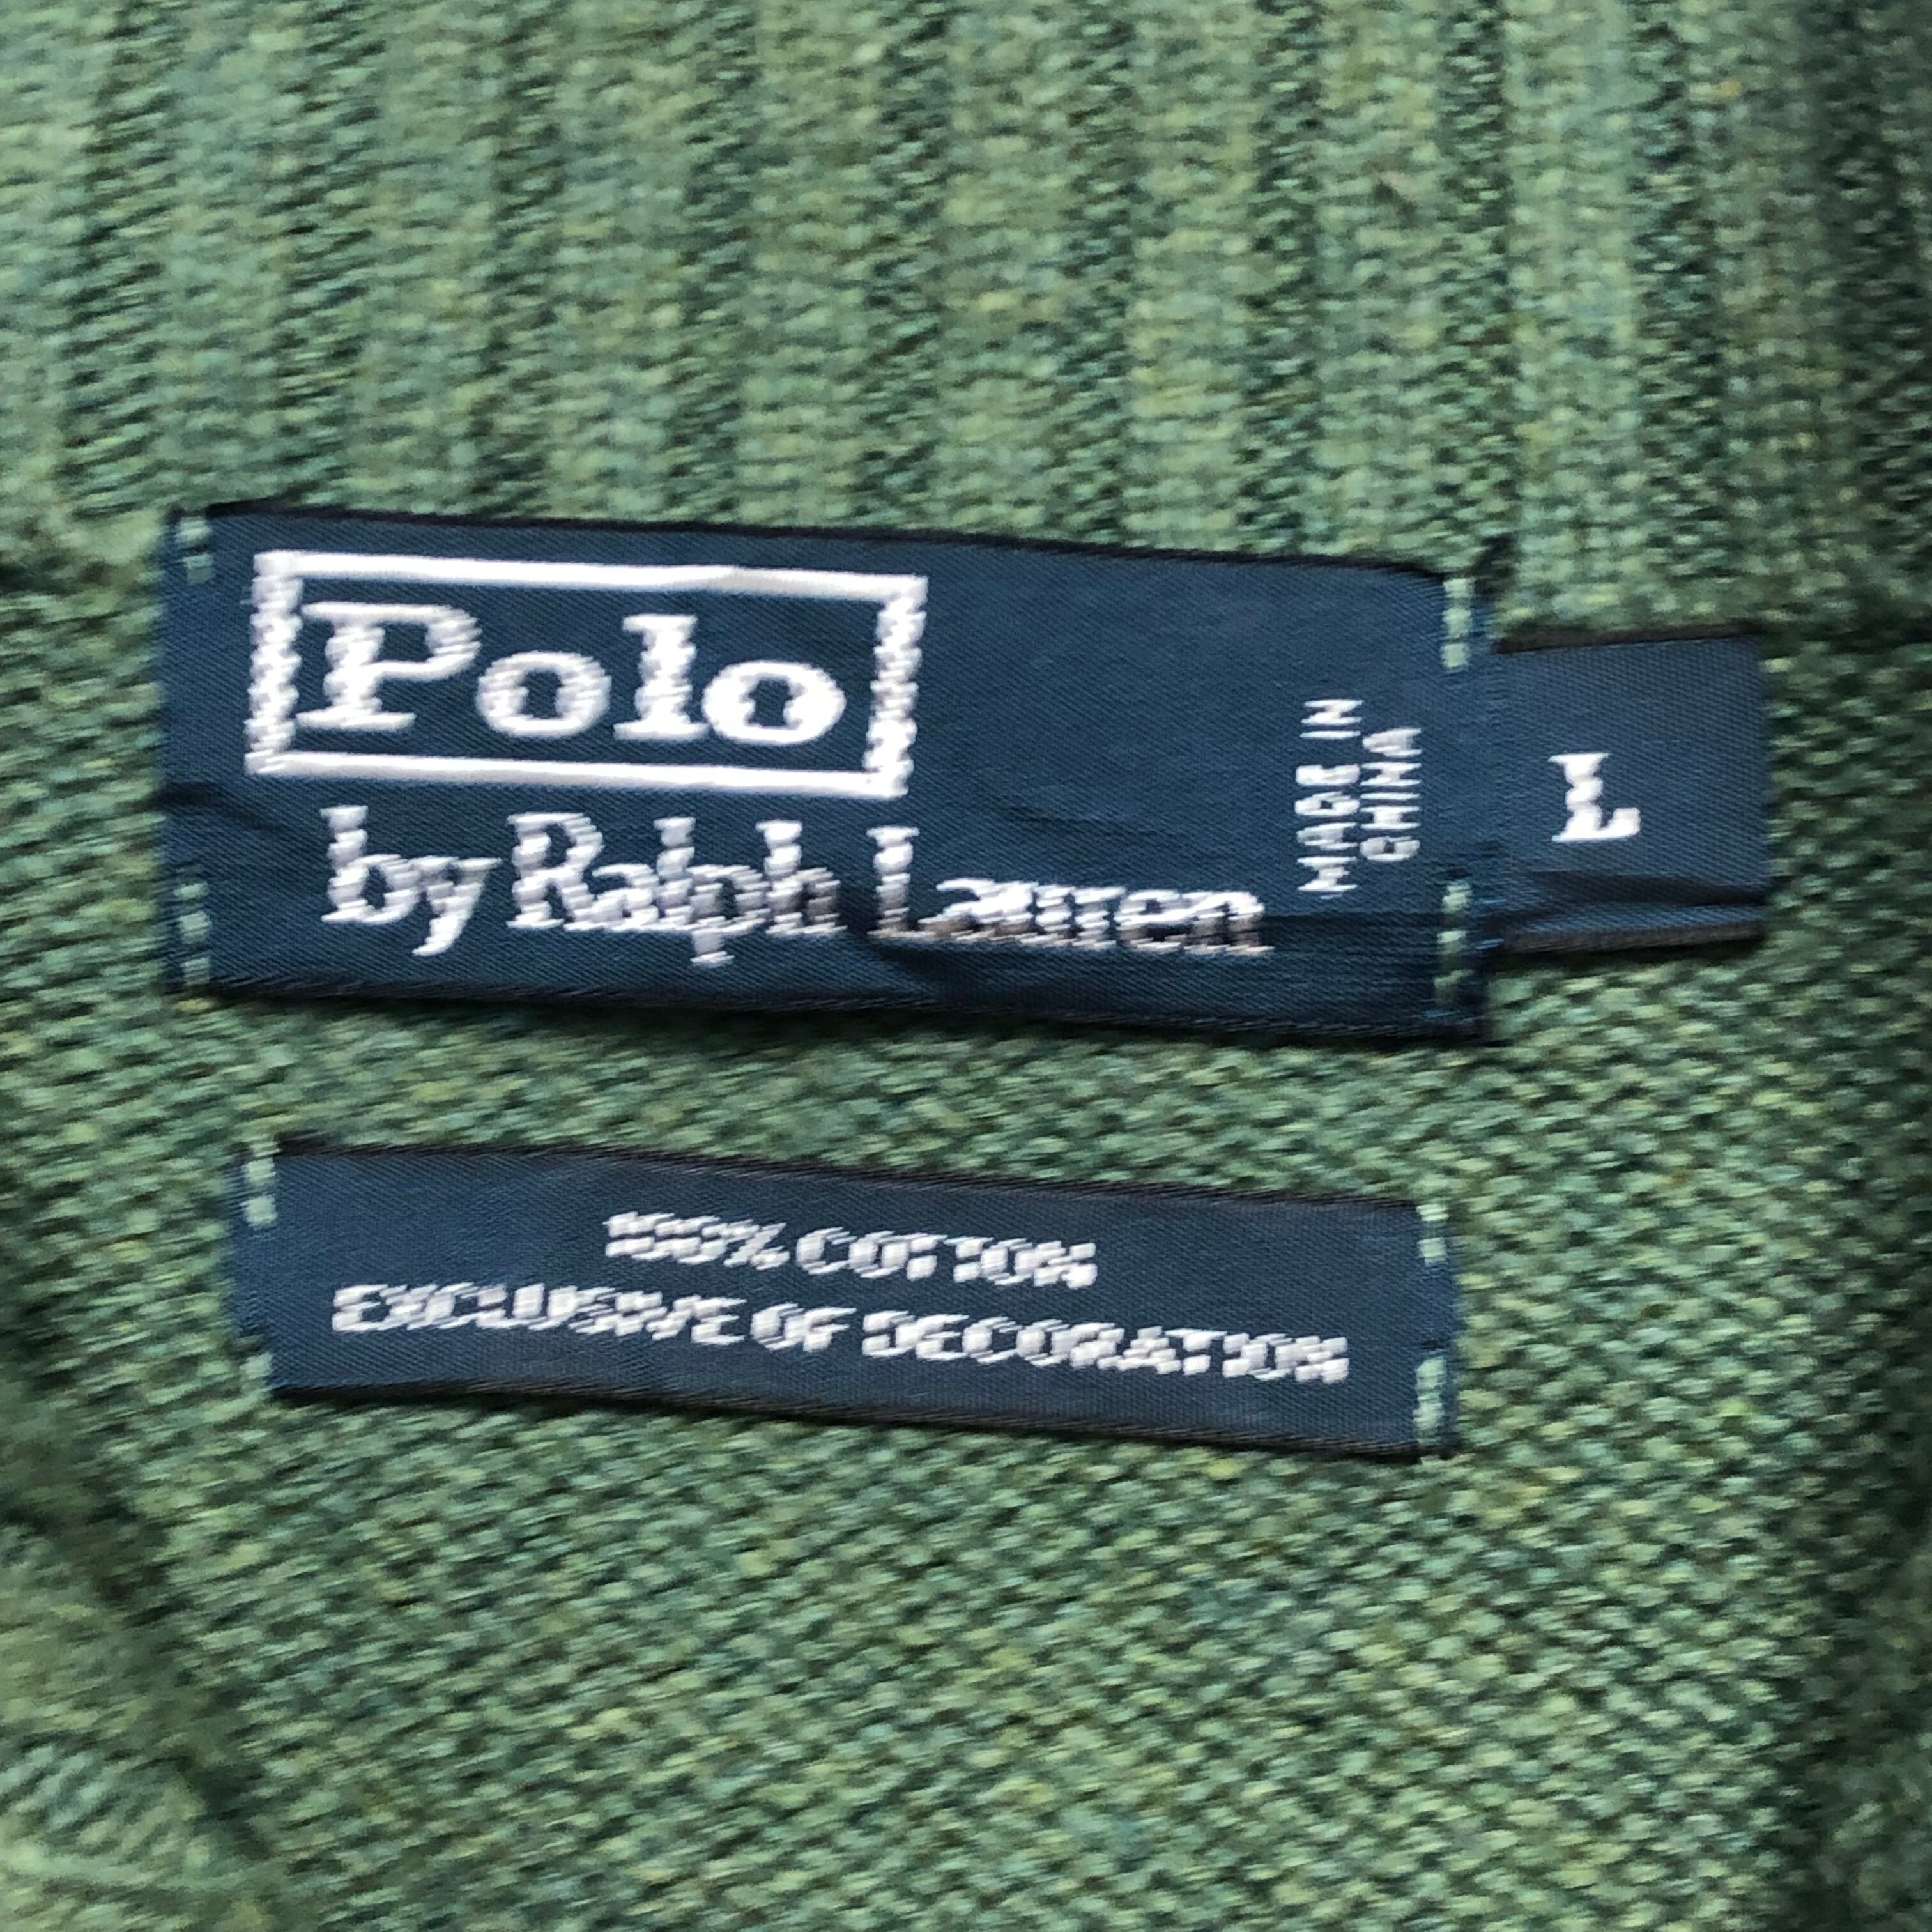 Polo
by Ralph Lauren
MADE IN
CHINA
L
100% COTTON
EXCLUSIVE OF DECORATION